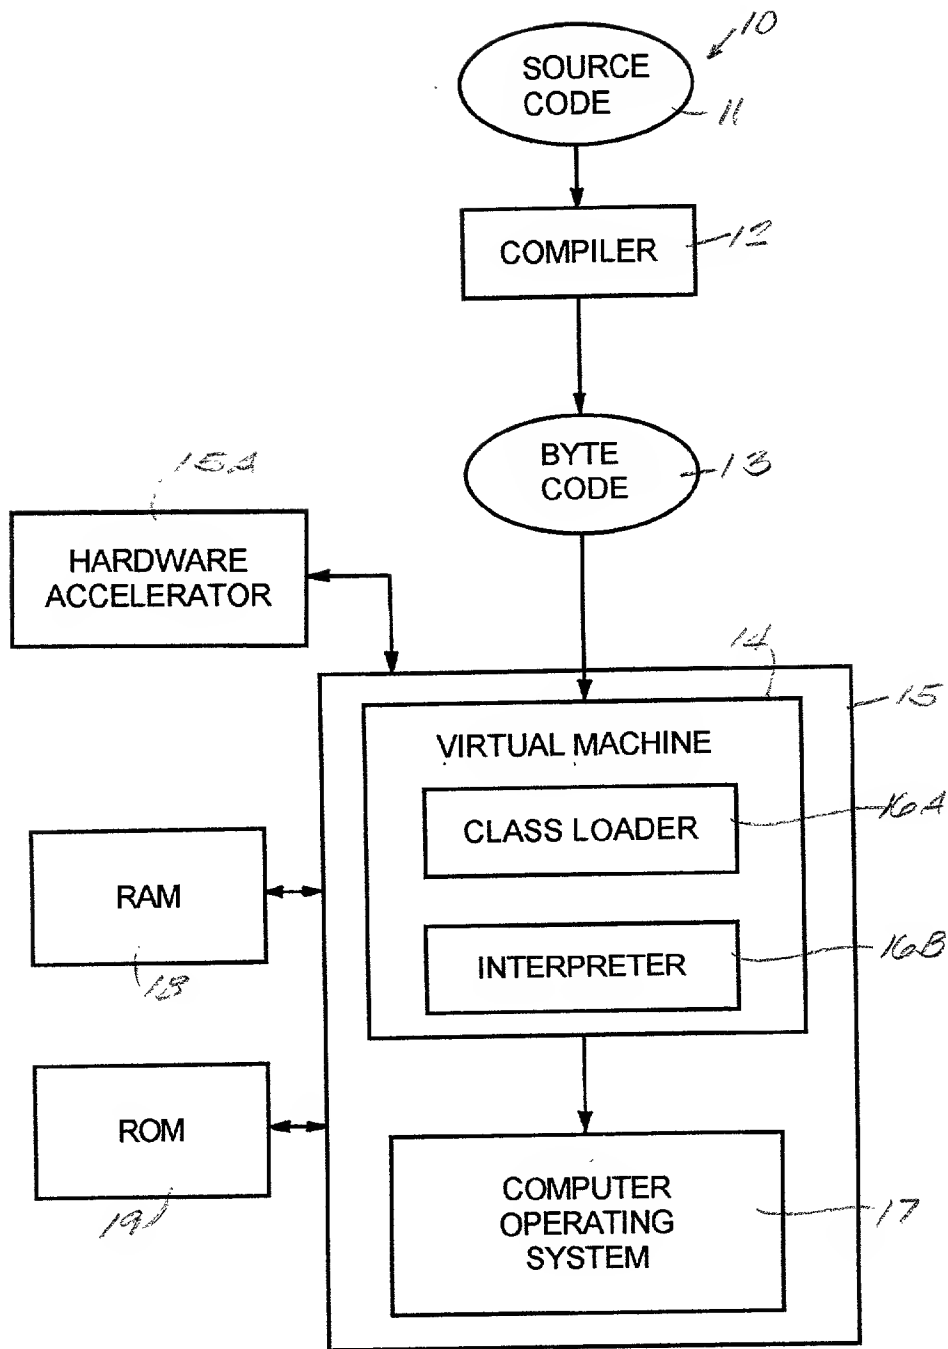 10
SOURCE
CODE
11
COMPILER
12
BYTE
CODE
13
15A
HARDWARE
ACCELERATOR
14
15
VIRTUAL MACHINE
CLASS LOADER
16A
RAM
18
INTERPRETER
16B
ROM
19
COMPUTER
OPERATING
SYSTEM
17